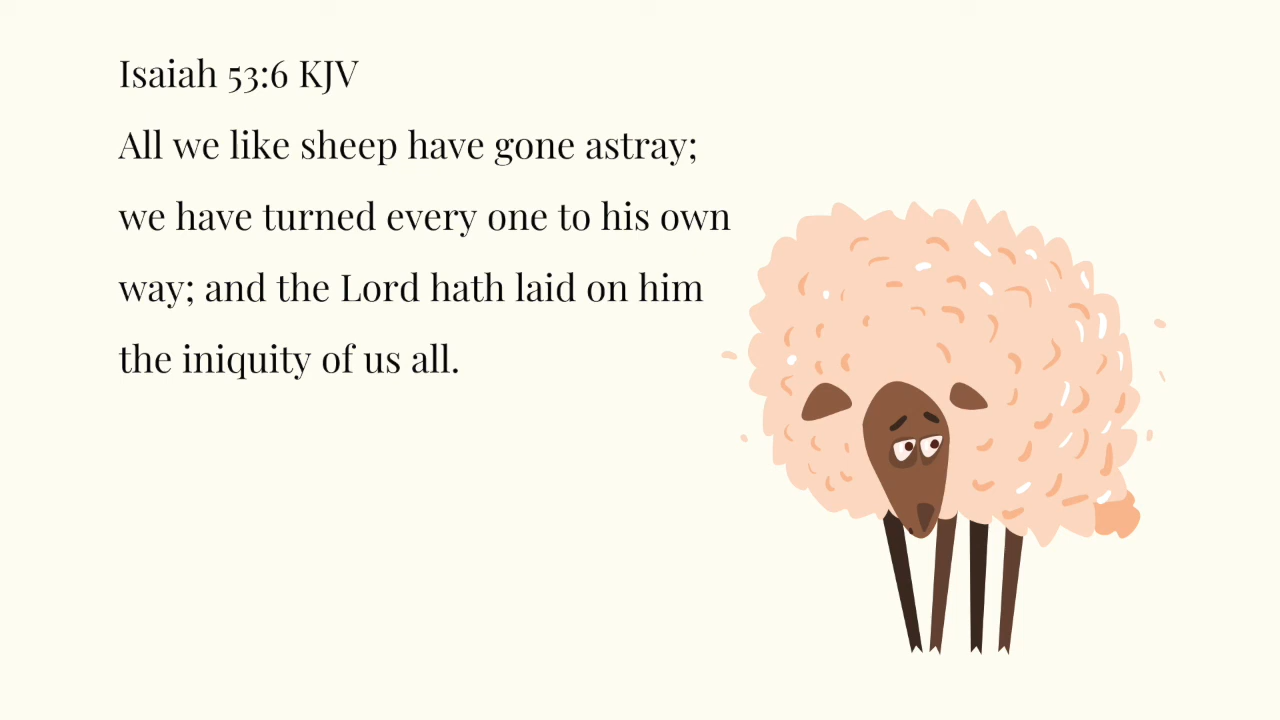 Isaiah 53:6 KJV
All we like sheep have gone astray;
we have turned every one to his own
way; and the Lord hath laid on him
the iniquity of us all.